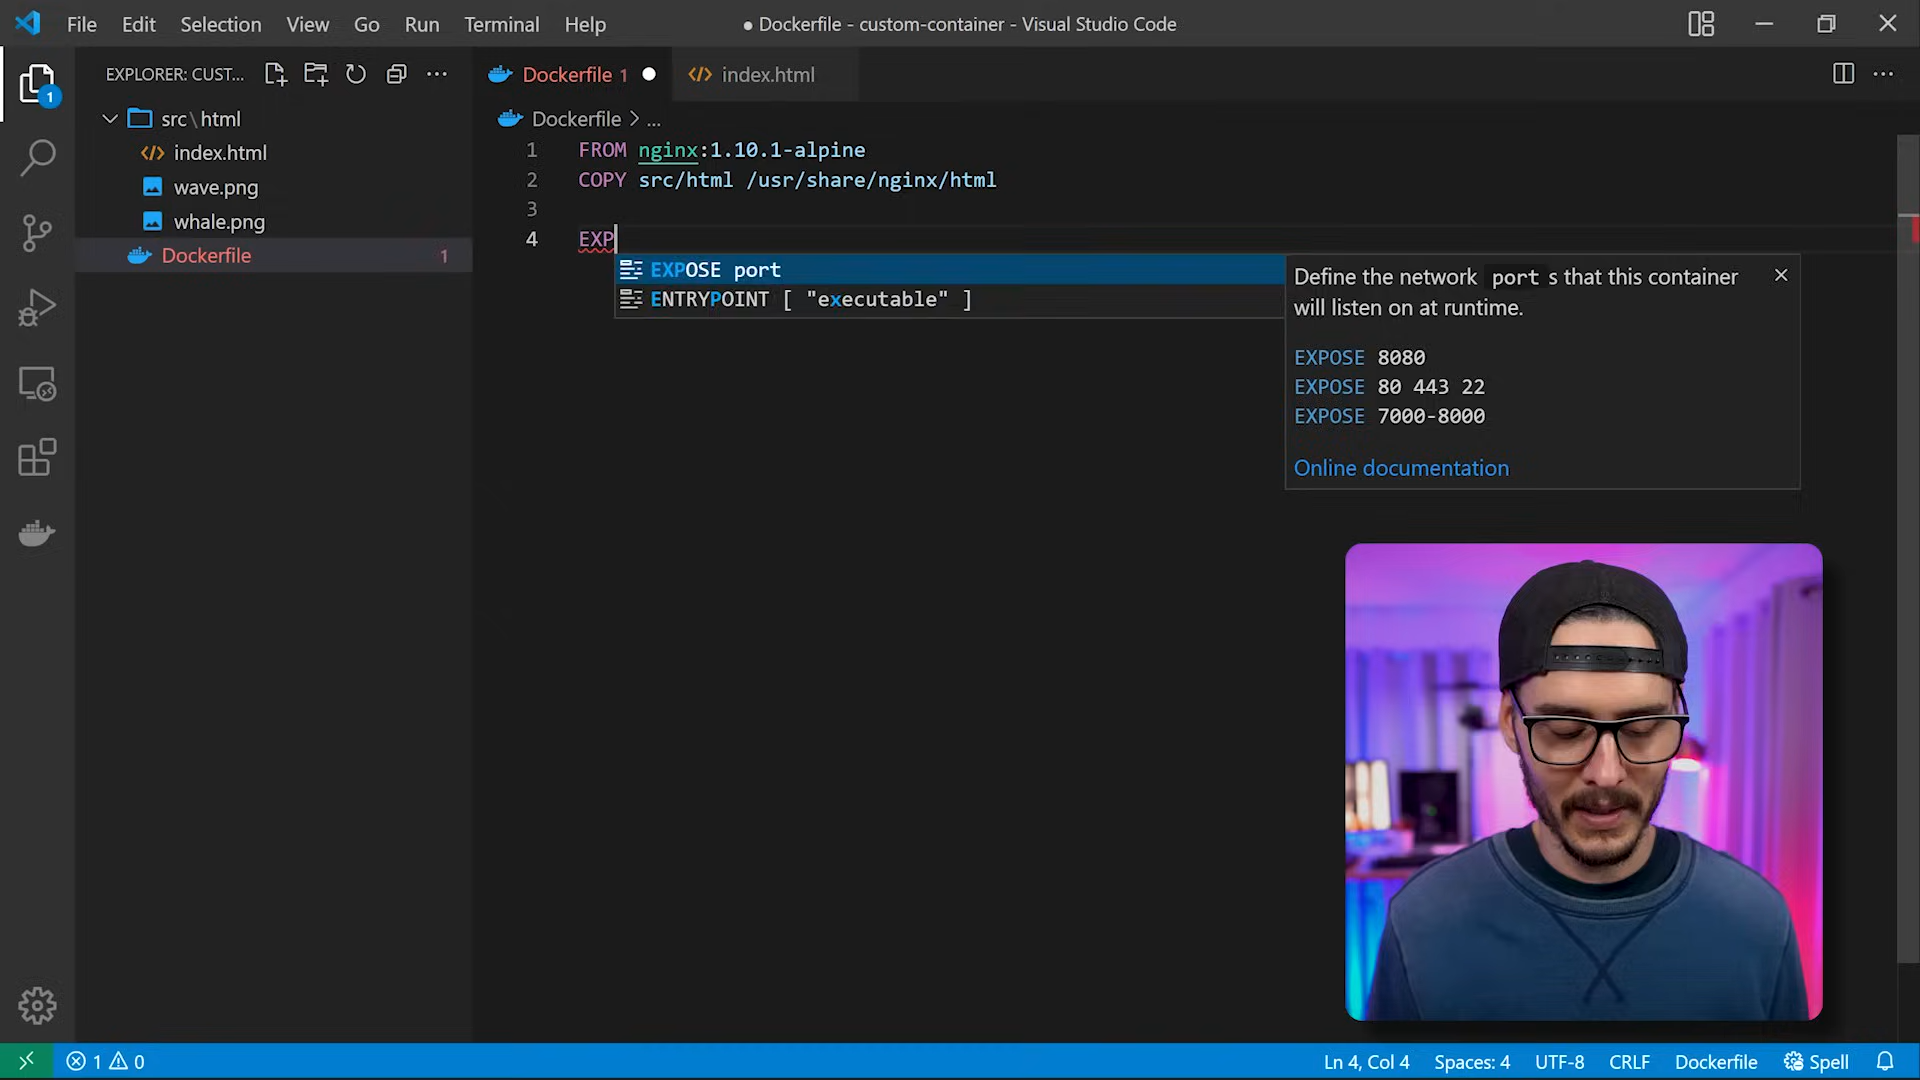 File Edit Selection View Go Run Terminal Help
● Dockerfile - custom-container - Visual Studio Code
EXPLORER: CUST...
Dockerfile 1
index.html
1
src\html
index.html
wave.png
whale.png
Dockerfile 1
Dockerfile > ...
1 FROM nginx:1.10.1-alpine
2 COPY src/html /usr/share/nginx/html
3
4 EXP
EXPOSE port
ENTRYPOINT [ "executable" ]
Define the network port s that this container
will listen on at runtime.
EXPOSE 8080
EXPOSE 80 443 22
EXPOSE 7000-8000
Online documentation
1 0
Ln 4, Col 4 Spaces: 4 UTF-8 CRLF Dockerfile Spell